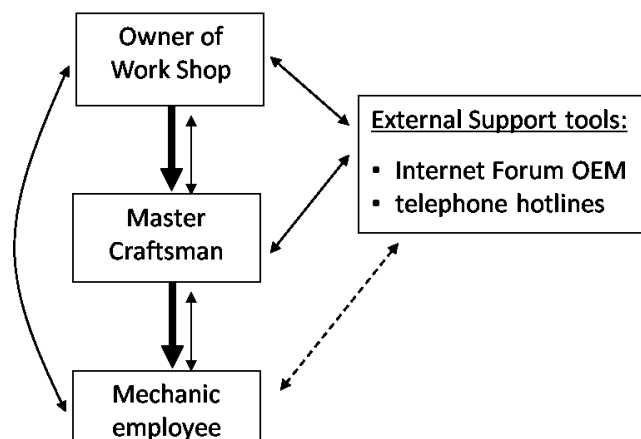 Owner of
Work Shop
External Support tools:
▪ Internet Forum OEM
▪ telephone hotlines
Master
Craftsman
Mechanic
employee